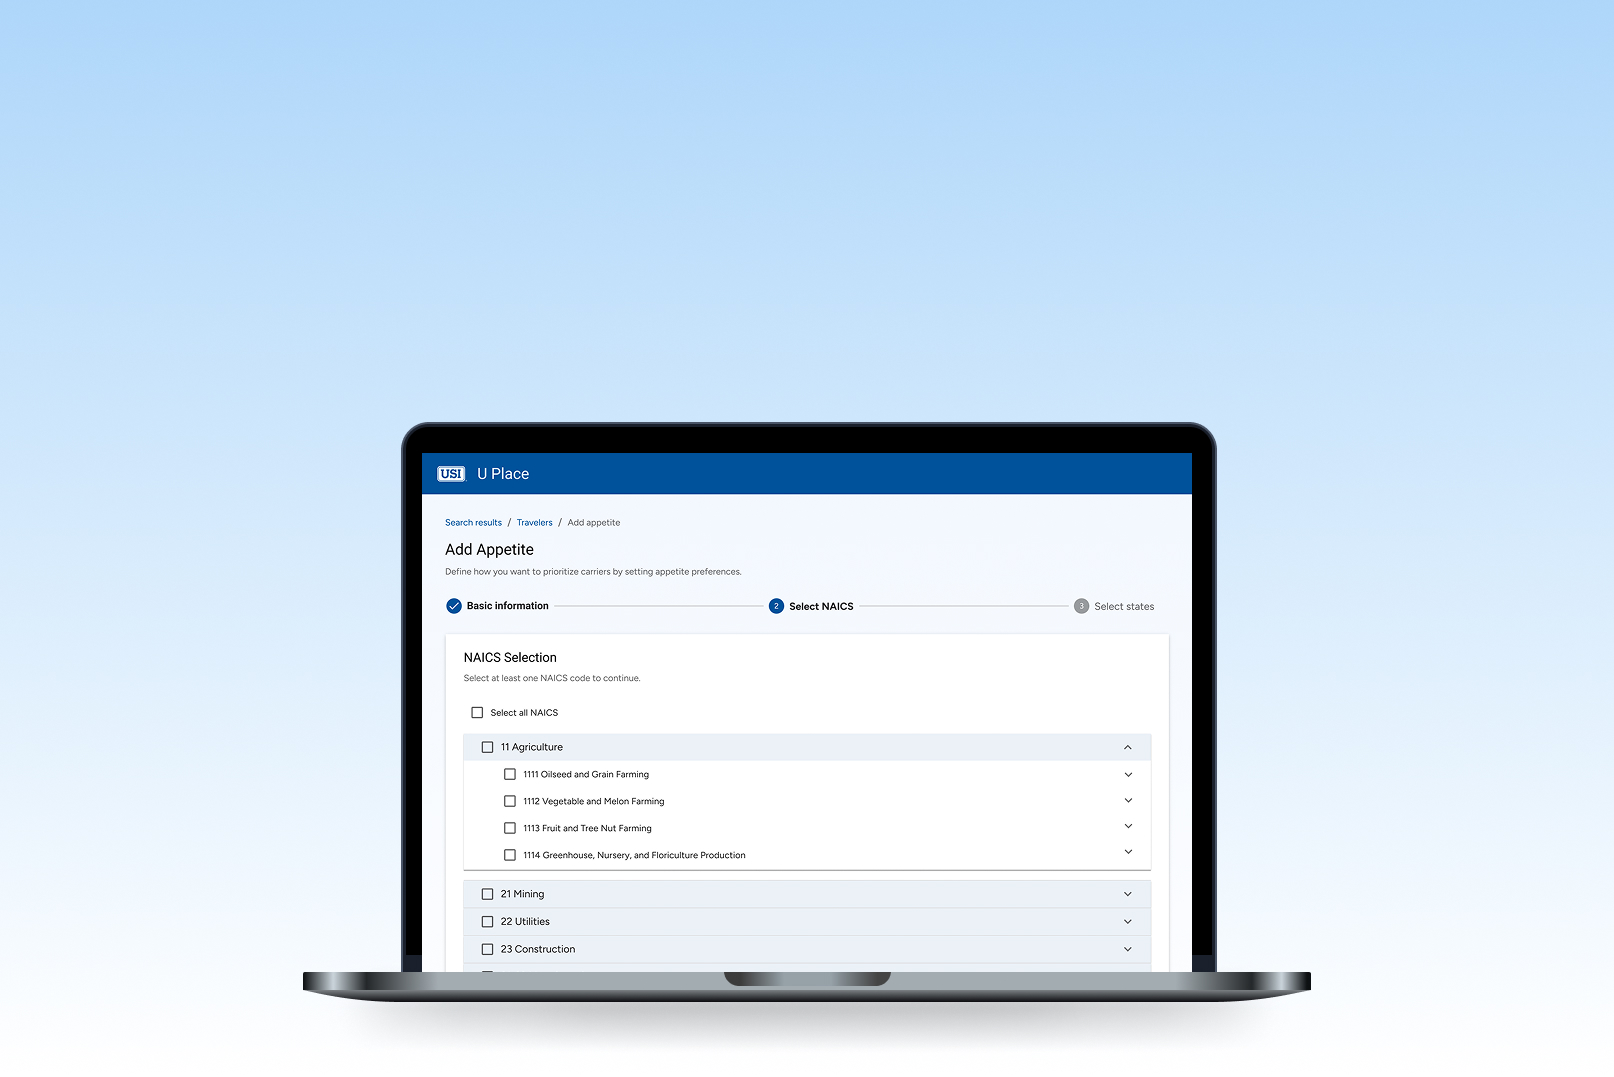 USI U Place
Search results / Travelers / Add appetite
Add Appetite
Define how you want to prioritize carriers by setting appetite preferences.
Basic information 2 Select NAICS 3 Select states
NAICS Selection
Select at least one NAICS code to continue.
Select all NAICS
11 Agriculture
1111 Oilseed and Grain Farming
1112 Vegetable and Melon Farming
1113 Fruit and Tree Nut Farming
1114 Greenhouse, Nursery, and Floriculture Production
21 Mining
22 Utilities
23 Construction